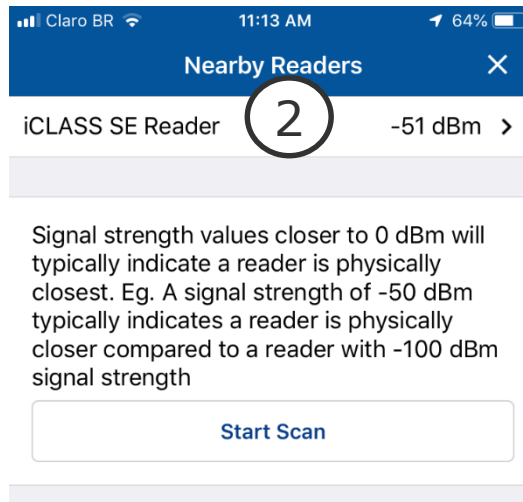 Claro BR 11:13 AM 64%
Nearby Readers ×
iCLASS SE Reader 2 -51 dBm >
Signal strength values closer to 0 dBm will
typically indicate a reader is physically
closest. Eg. A signal strength of -50 dBm
typically indicates a reader is physically
closer compared to a reader with -100 dBm
signal strength
Start Scan